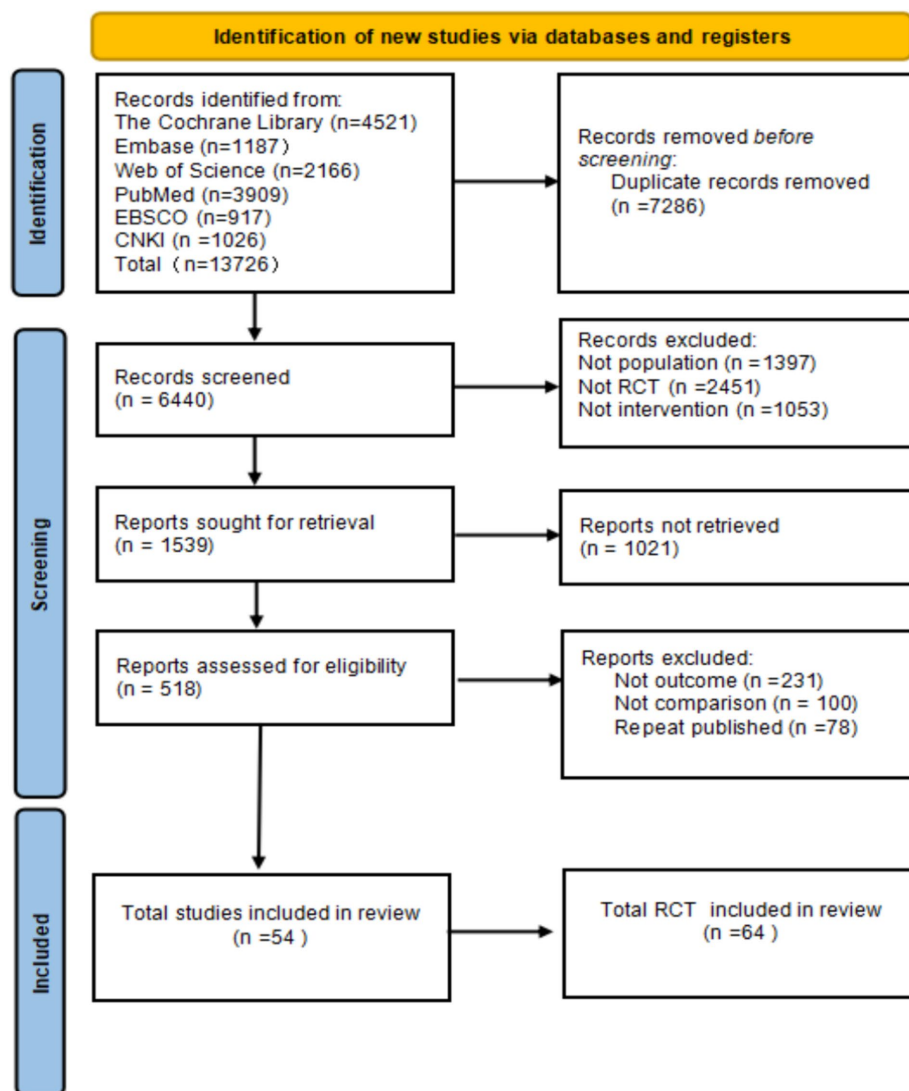 Identification of new studies via databases and registers
Identification
Records identified from:
The Cochrane Library (n=4521)
Embase (n=1187）
Web of Science (n=2166)
PubMed (n=3909)
EBSCO (n=917)
CNKI (n =1026)
Total （n=13726）
Records removed before
screening:
Duplicate records removed
(n =7286)
Screening
Records screened
(n = 6440)
Records excluded:
Not population (n =1397)
Not RCT (n =2451)
Not intervention (n =1053)
Reports sought for retrieval
(n = 1539)
Reports not retrieved
(n = 1021)
Reports assessed for eligibility
(n = 518)
Reports excluded:
Not outcome (n =231)
Not comparison (n = 100)
Repeat published (n =78)
Included
Total studies included in review
(n =54 )
Total RCT included in review
(n =64 )